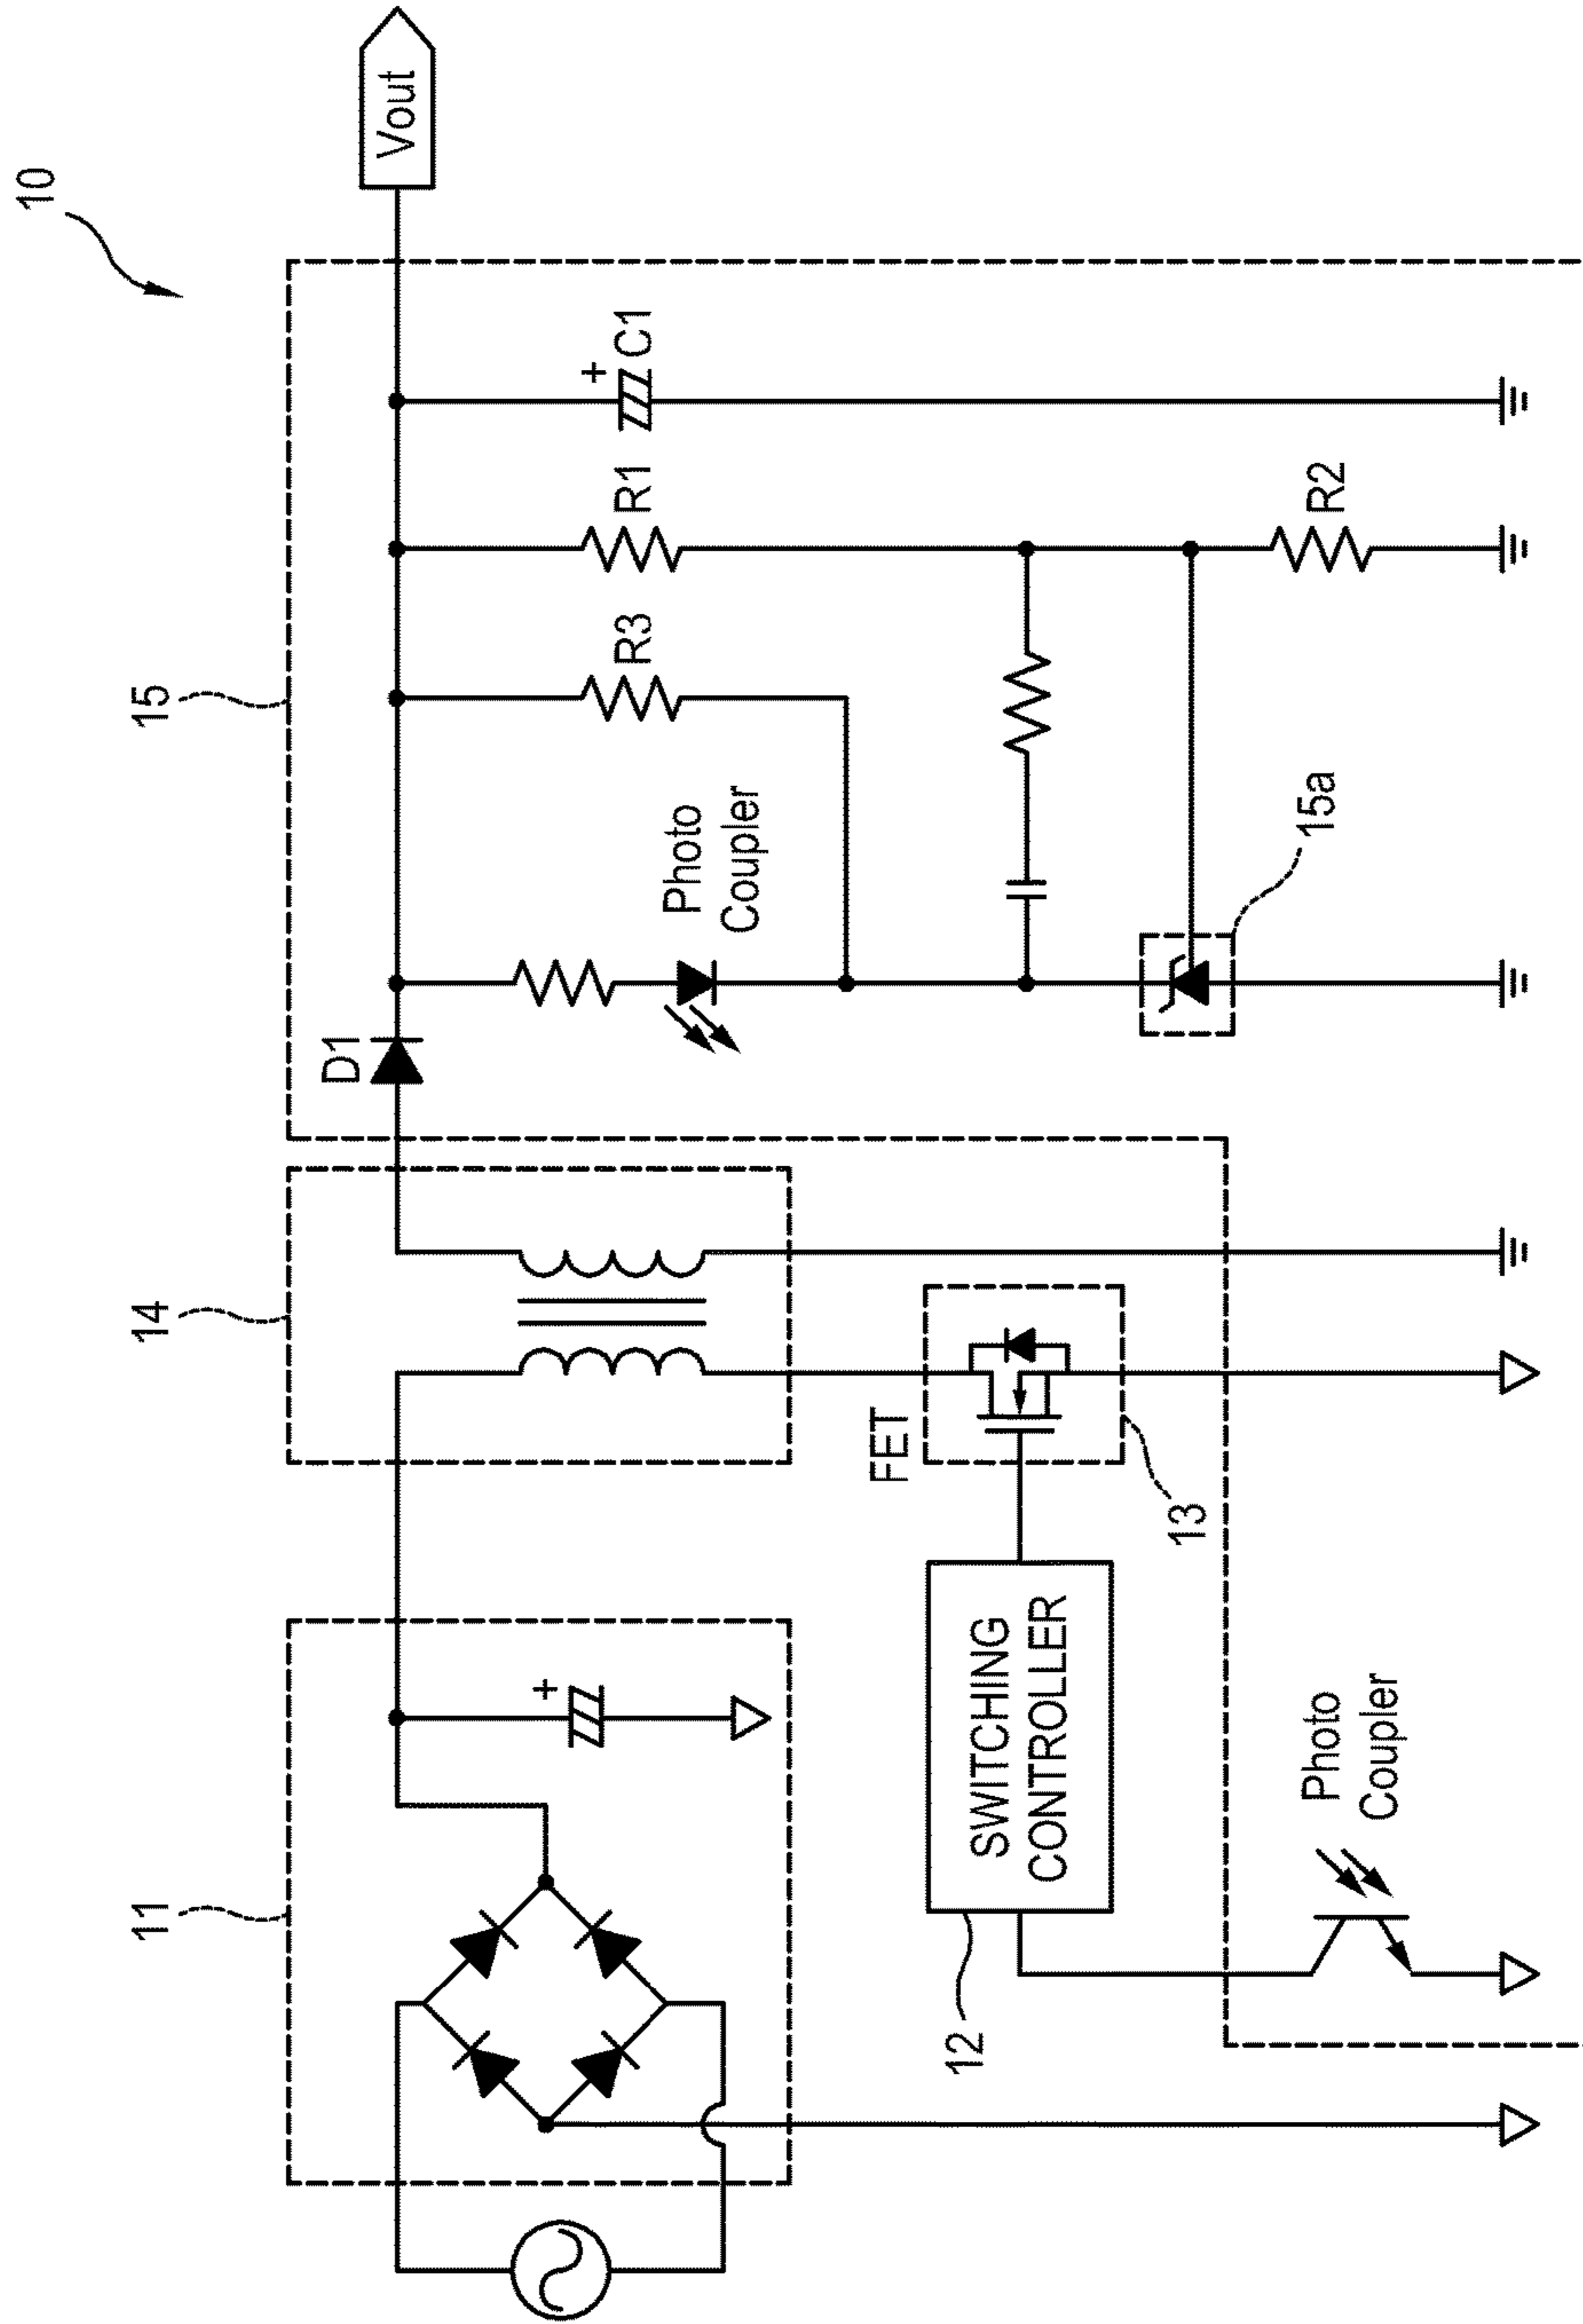 10
11
14
15
D1
Vout
+
+
C1
R3
R1
Photo
Coupler
FET
SWITCHING
CONTROLLER
12
13
15a
R2
Photo
Coupler